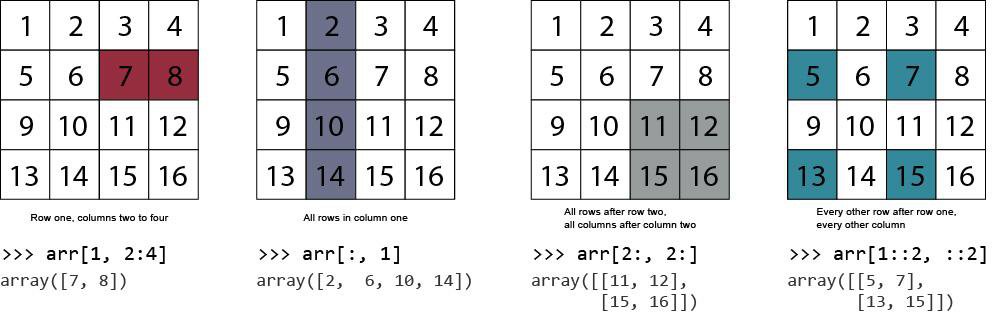 1 2 3 4
5 6 7 8
9 10 11 12
13 14 15 16
Row one, columns two to four
>>> arr[1, 2:4]
array([7, 8])
1 2 3 4
5 6 7 8
9 10 11 12
13 14 15 16
All rows in column one
>>> arr[:, 1]
array([2,  6, 10, 14])
1 2 3 4
5 6 7 8
9 10 11 12
13 14 15 16
All rows after row two,
all columns after column two
>>> arr[2:, 2:]
array([[11, 12],
[15, 16]])
1 2 3 4
5 6 7 8
9 10 11 12
13 14 15 16
Every other row after row one,
every other column
>>> arr[1::2, ::2]
array([[5, 7],
[13, 15]])